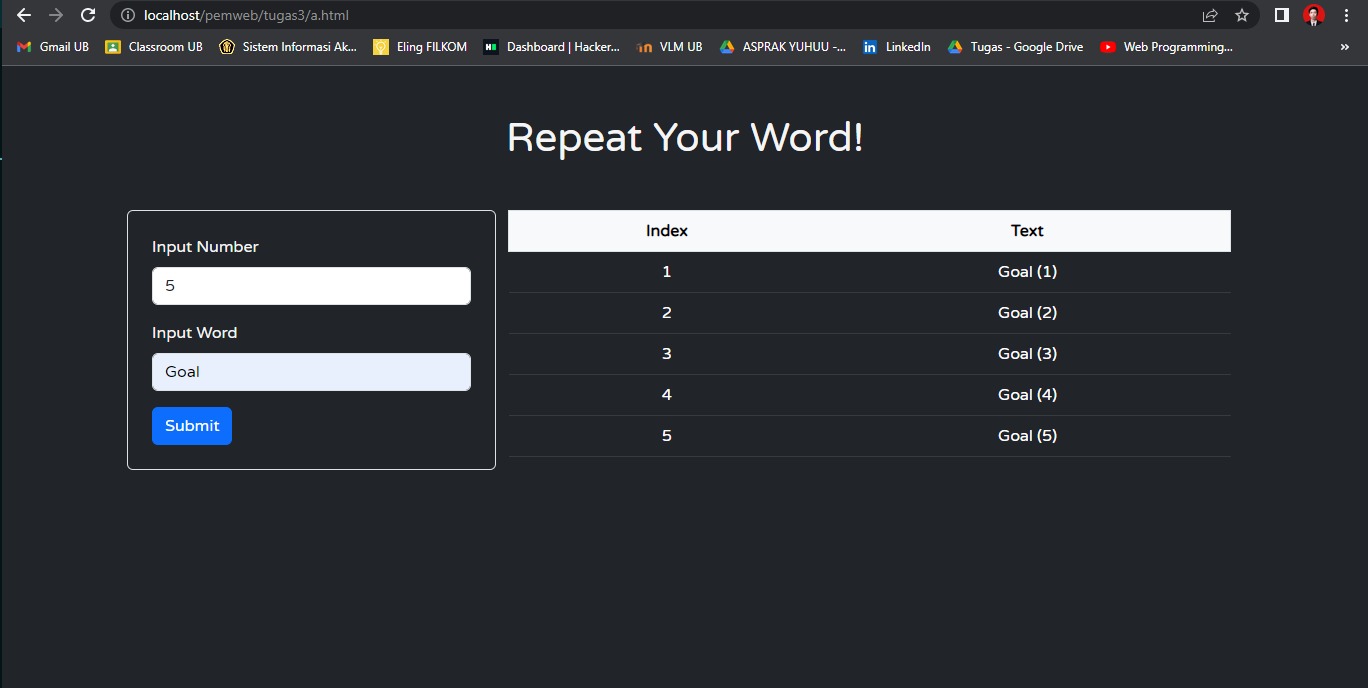 localhost/pemweb/tugas3/a.html
Gmail UB Classroom UB Sistem Informasi Ak... Eling FILKOM Dashboard | Hacker... VLM UB ASPRAK YUHUU -... LinkedIn Tugas - Google Drive Web Programming... »
Repeat Your Word!
Input Number
5
Input Word
Goal
Submit
Index Text
1 Goal (1)
2 Goal (2)
3 Goal (3)
4 Goal (4)
5 Goal (5)